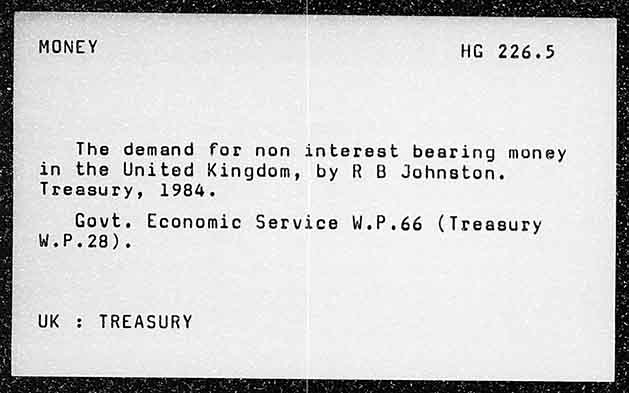 MONEY
HG 226.5
The demand for non interest bearing money
in the United Kingdom, by R B Johnston.
Treasury, 1984.
Govt. Economic Service W.P.66 (Treasury
W.P.28).
UK : TREASURY